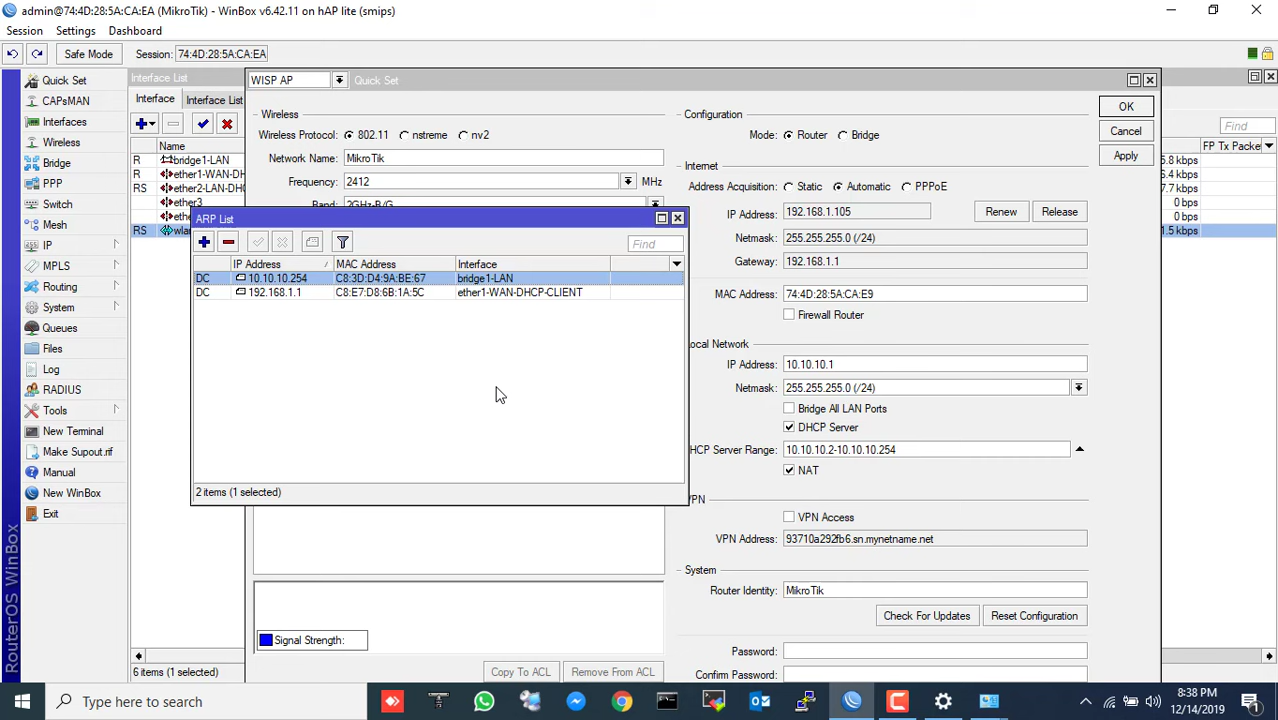 admin@74:4D:28:5A:CA:EA (MikroTik) - WinBox v6.42.11 on hAP lite (smips)
Session Settings Dashboard
Safe Mode Session: 74:4D:28:5A:CA:EA
Quick Set
CAPsMAN
Interfaces
Wireless
Bridge
PPP
Switch
Mesh
IP
MPLS
Routing
System
Queues
Files
Log
RADIUS
Tools
New Terminal
Make Supout.rif
Manual
New WinBox
Exit
RouterOS WinBox
Interface List
Interface Interface List
Find
Name
FP Tx Packet
R bridge1-LAN
R ether1-WAN-DH
RS ether2-LAN-DHC
ether3
RS
5.8 kbps
6.4 kbps
7.7 kbps
0 bps
0 bps
1.5 kbps
6 items (1 selected)
WISP AP Quick Set
Wireless
Wireless Protocol: 802.11 nstreme nv2
Network Name: MikroTik
Frequency: 2412 MHz
Band: 2GHz-B/G
Signal Strength:
Copy To ACL Remove From ACL
Configuration
Mode: Router Bridge
Internet
Address Acquisition: Static Automatic PPPoE
IP Address: 192.168.1.105 Renew Release
Netmask: 255.255.255.0 (/24)
Gateway: 192.168.1.1
MAC Address: 74:4D:28:5A:CA:E9
Firewall Router
Local Network
IP Address: 10.10.10.1
Netmask: 255.255.255.0 (/24)
Bridge All LAN Ports
DHCP Server
DHCP Server Range: 10.10.10.2-10.10.10.254
NAT
VPN
VPN Access
VPN Address: 93710a292fb6.sn.mynetname.net
System
Router Identity: MikroTik
Check For Updates Reset Configuration
Password:
Confirm Password:
OK
Cancel
Apply
ARP List
Find
IP Address / MAC Address Interface
DC 10.10.10.254 C8:3D:D4:9A:BE:67 bridge1-LAN
DC 192.168.1.1 C8:E7:D8:6B:1A:5C ether1-WAN-DHCP-CLIENT
2 items (1 selected)
Type here to search
8:38 PM
12/14/2019
1